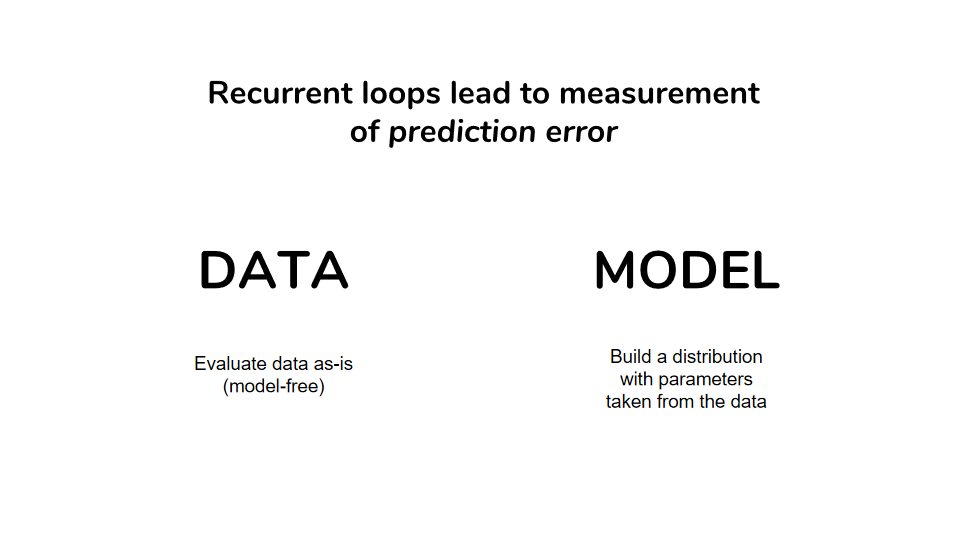 Recurrent loops lead to measurement
of prediction error
DATA
Evaluate data as-is
(model-free)
MODEL
Build a distribution
with parameters
taken from the data